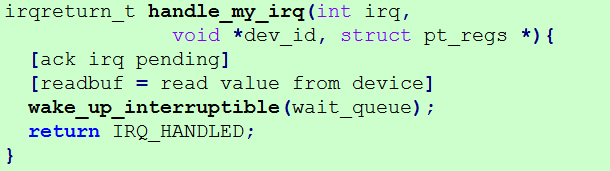 irqreturn_t handle_my_irq(int irq,
void *dev_id, struct pt_regs *){
[ack irq pending]
[readbuf = read value from device]
wake_up_interruptible(wait_queue);
return IRQ_HANDLED;
}